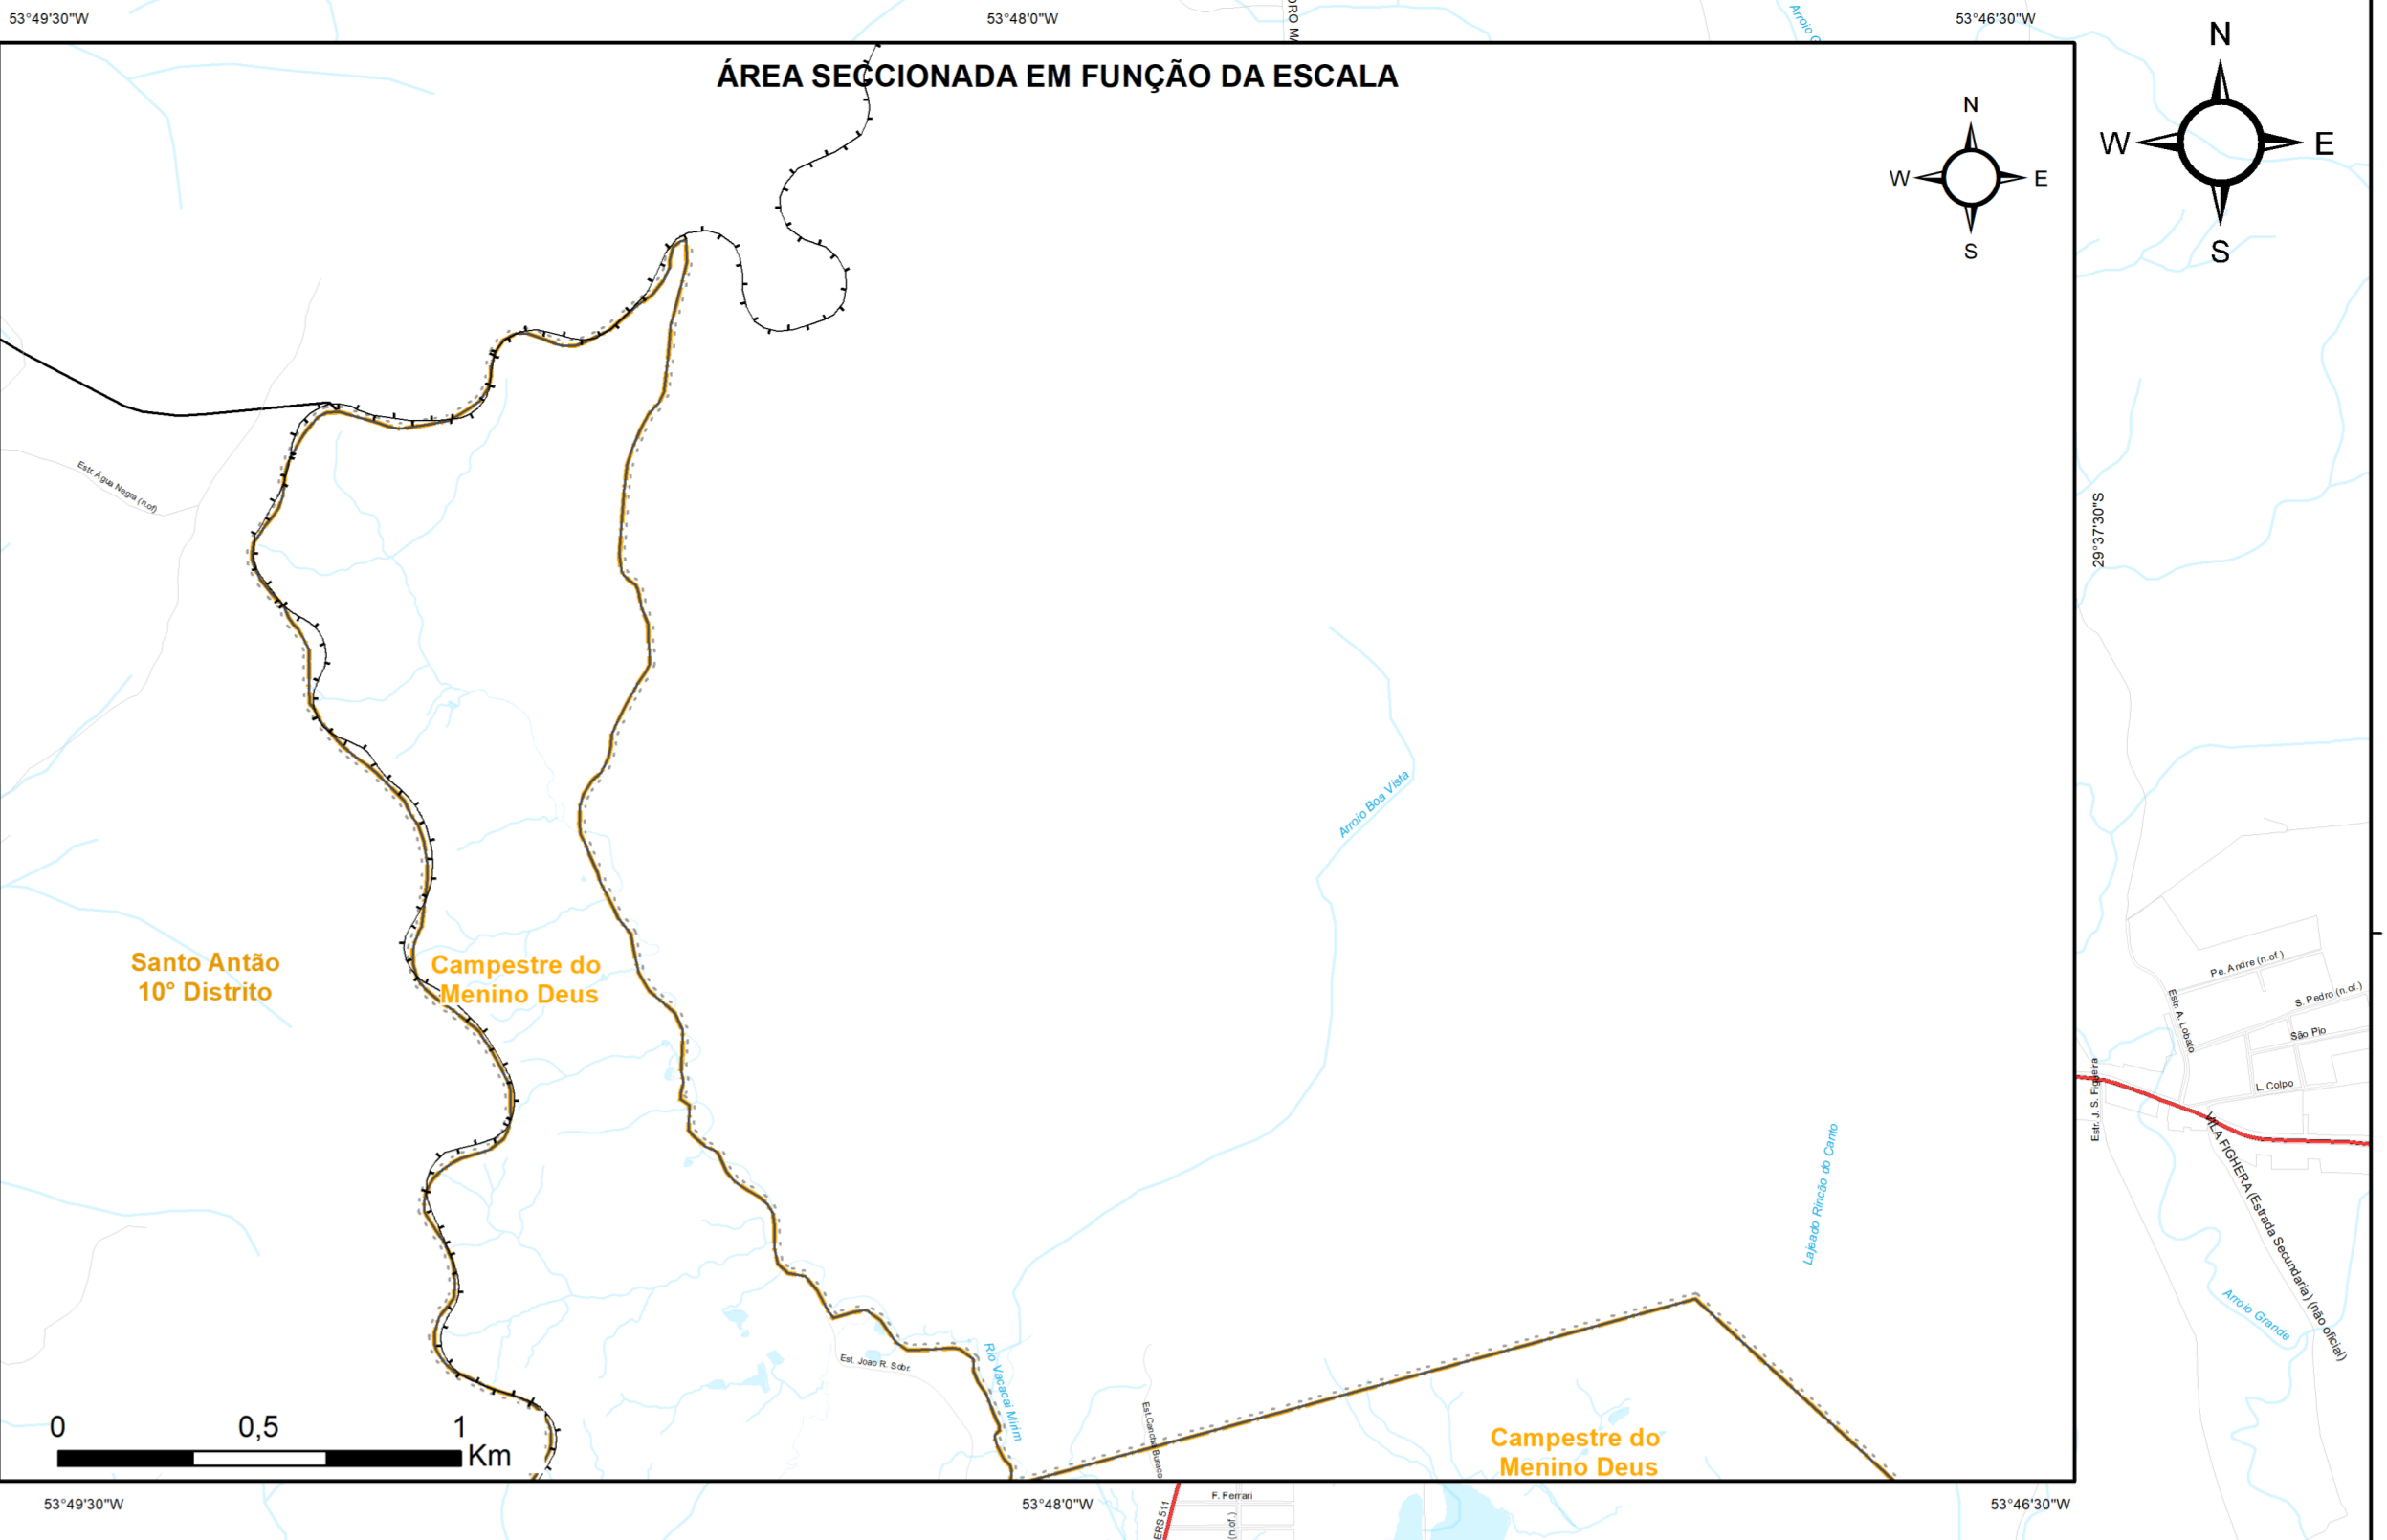 53°49'30"W
53°48'0"W
53°46'30"W
ÁREA SECCIONADA EM FUNÇÃO DA ESCALA
N
W
E
S
N
W
E
S
Estr. Água Negra (n.of)
29°37'30"S
Arroio Boa Vista
Santo Antão
10° Distrito
Campestre do
Menino Deus
Pe. Andre (n.of.)
S. Pedro (n.of.)
São Pio
L. Colpo
Estr. A. Lobato
Estr. J. S. Figueira
VILA FIGHERA (Estrada Secundaria) (não oficial)
Lajeado Rincão do Canto
Arroio Grande
Est. Joao R. Sobr.
Rio Vacacai Mirim
Campestre do
Menino Deus
0
0,5
1
Km
53°49'30"W
53°48'0"W
53°46'30"W
ERS 511
F. Ferrari
(n.of.)